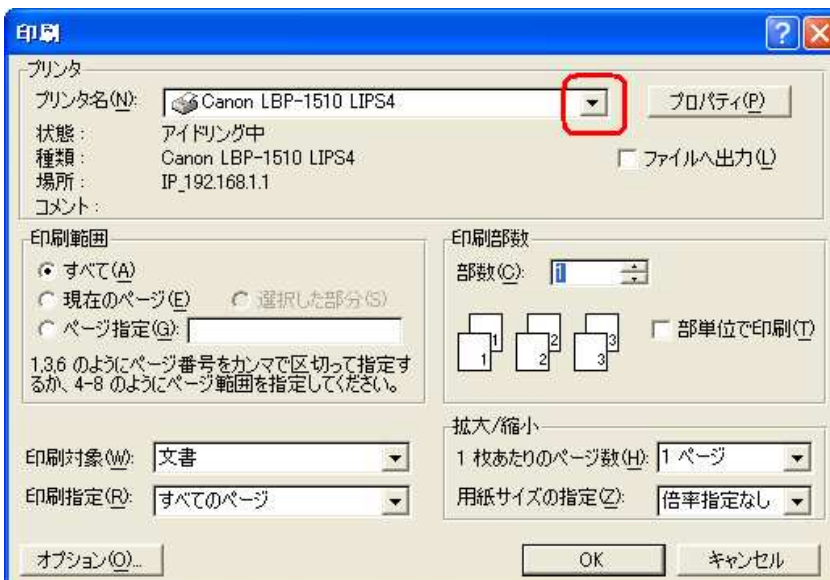 印刷
プリンタ
プリンタ名(N): Canon LBP-1510 LIPS4 プロパティ(P)
状態: アイドリング中
種類: Canon LBP-1510 LIPS4 ファイルへ出力(L)
場所: IP_192.168.1.1
コメント:
印刷範囲
すべて(A)
現在のページ(E) 選択した部分(S)
ページ指定(G):
1,3,6 のようにページ番号をカンマで区切って指定す
るか、4-8 のようにページ範囲を指定してください。
印刷部数
部数(C): 1
1 1 2 2 3 3 部単位で印刷(T)
印刷対象(W): 文書
印刷指定(R): すべてのページ
拡大/縮小
1 枚あたりのページ数(H): 1 ページ
用紙サイズの指定(Z): 倍率指定なし
オプション(O)... OK キャンセル